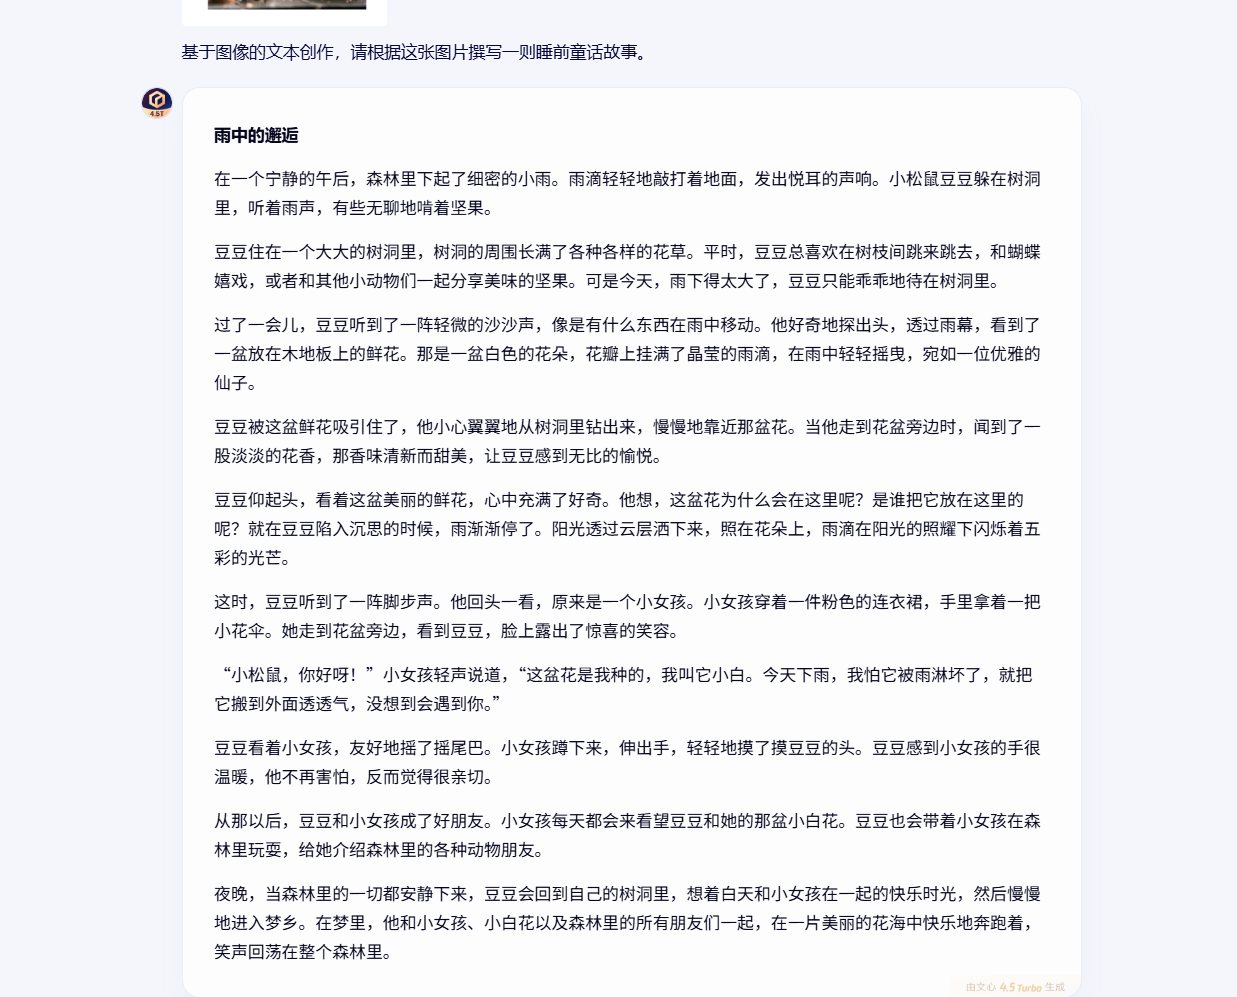 基于图像的文本创作，请根据这张图片撰写一则睡前童话故事。
4.5T
雨中的邂逅
在一个宁静的午后，森林里下起了细密的小雨。雨滴轻轻地敲打着地面，发出悦耳的声响。小松鼠豆豆躲在树洞
里，听着雨声，有些无聊地啃着坚果。
豆豆住在一个大大的树洞里，树洞的周围长满了各种各样的花草。平时，豆豆总喜欢在树枝间跳来跳去，和蝴蝶
嬉戏，或者和其他小动物们一起分享美味的坚果。可是今天，雨下得太大了，豆豆只能乖乖地待在树洞里。
过了一会儿，豆豆听到了一阵轻微的沙沙声，像是有什么东西在雨中移动。他好奇地探出头，透过雨幕，看到了
一盆放在木地板上的鲜花。那是一盆白色的花朵，花瓣上挂满了晶莹的雨滴，在雨中轻轻摇曳，宛如一位优雅的
仙子。
豆豆被这盆鲜花吸引住了，他小心翼翼地从树洞里钻出来，慢慢地靠近那盆花。当他走到花盆旁边时，闻到了一
股淡淡的花香，那香味清新而甜美，让豆豆感到无比的愉悦。
豆豆仰起头，看着这盆美丽的鲜花，心中充满了好奇。他想，这盆花为什么会在这里呢？是谁把它放在这里的
呢？就在豆豆陷入沉思的时候，雨渐渐停了。阳光透过云层洒下来，照在花朵上，雨滴在阳光的照耀下闪烁着五
彩的光芒。
这时，豆豆听到了一阵脚步声。他回头一看，原来是一个小女孩。小女孩穿着一件粉色的连衣裙，手里拿着一把
小花伞。她走到花盆旁边，看到豆豆，脸上露出了惊喜的笑容。
“小松鼠，你好呀！”小女孩轻声说道，“这盆花是我种的，我叫它小白。今天下雨，我怕它被雨淋坏了，就把
它搬到外面透透气，没想到会遇到你。”
豆豆看着小女孩，友好地摇了摇尾巴。小女孩蹲下来，伸出手，轻轻地摸了摸豆豆的头。豆豆感到小女孩的手很
温暖，他不再害怕，反而觉得很亲切。
从那以后，豆豆和小女孩成了好朋友。小女孩每天都会来看望豆豆和她的那盆小白花。豆豆也会带着小女孩在森
林里玩耍，给她介绍森林里的各种动物朋友。
夜晚，当森林里的一切都安静下来，豆豆会回到自己的树洞里，想着白天和小女孩在一起的快乐时光，然后慢慢
地进入梦乡。在梦里，他和小女孩、小白花以及森林里的所有朋友们一起，在一片美丽的花海中快乐地奔跑着，
笑声回荡在整个森林里。
由文心 4.5 Turbo 生成